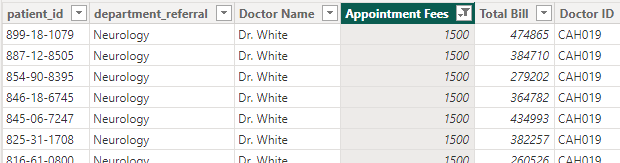 patient_id department_referral Doctor Name Appointment Fees Total Bill Doctor ID
899-18-1079 Neurology Dr. White 1500 474865 CAH019
887-12-8505 Neurology Dr. White 1500 384710 CAH019
854-90-8395 Neurology Dr. White 1500 279202 CAH019
846-18-6745 Neurology Dr. White 1500 364782 CAH019
845-06-7247 Neurology Dr. White 1500 434993 CAH019
825-31-1708 Neurology Dr. White 1500 382257 CAH019
816-61-0800 Neurology Dr. White 1500 260526 CAH019